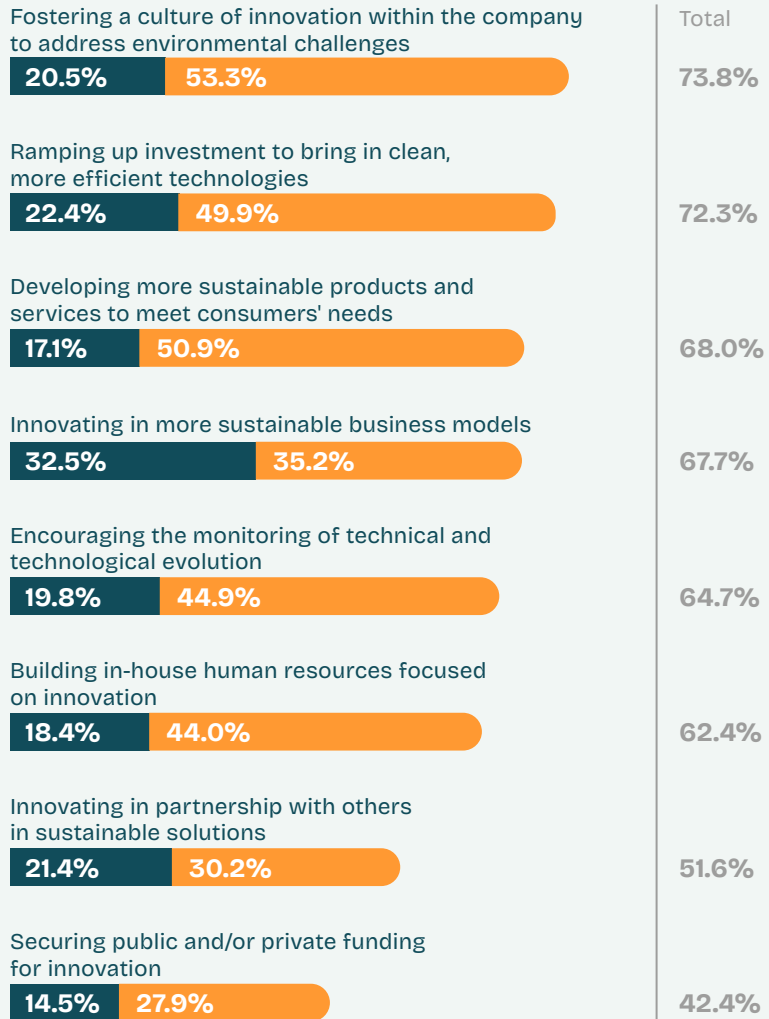 Fostering a culture of innovation within the company
to address environmental challenges
Total
20.5% 53.3% 73.8%
Ramping up investment to bring in clean,
more efficient technologies
22.4% 49.9% 72.3%
Developing more sustainable products and
services to meet consumers' needs
17.1% 50.9% 68.0%
Innovating in more sustainable business models
32.5% 35.2% 67.7%
Encouraging the monitoring of technical and
technological evolution
19.8% 44.9% 64.7%
Building in-house human resources focused
on innovation
18.4% 44.0% 62.4%
Innovating in partnership with others
in sustainable solutions
21.4% 30.2% 51.6%
Securing public and/or private funding
for innovation
14.5% 27.9% 42.4%